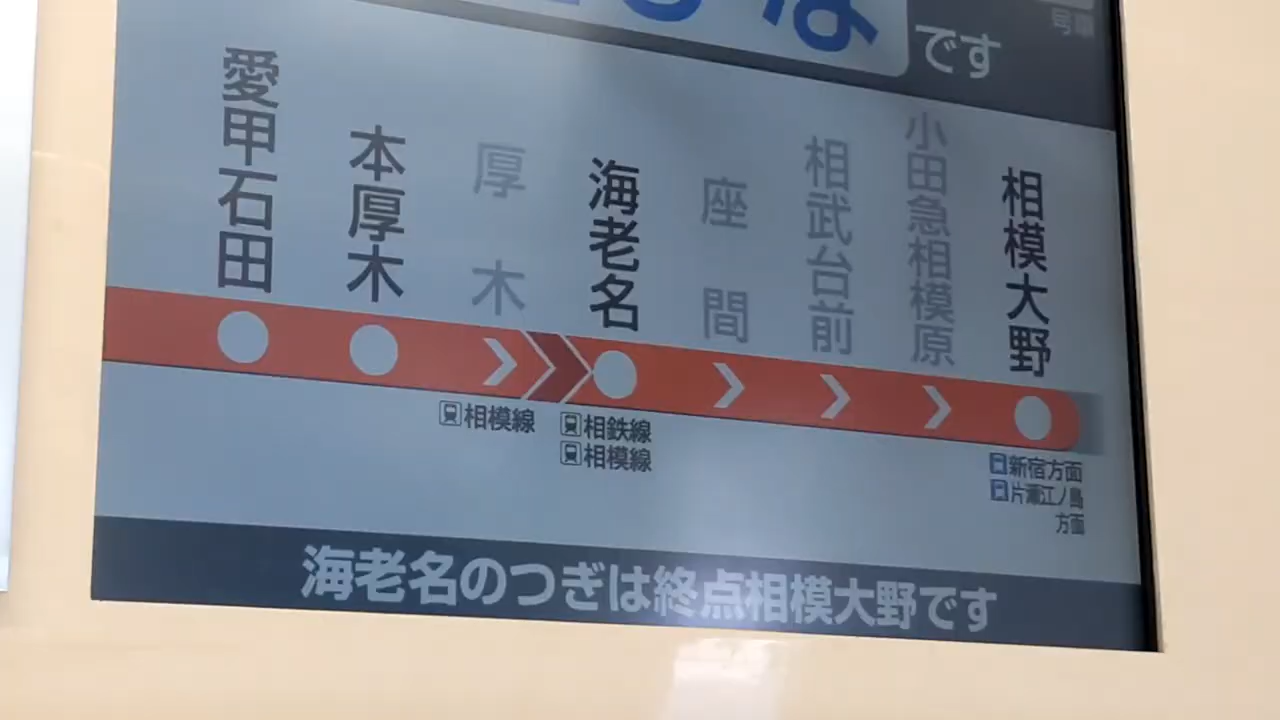 な
です
号車
愛甲石田
本厚木
厚木
海老名
座間
相武台前
小田急相模原
相模大野
相模線
相鉄線
相模線
新宿方面
片瀬江ノ島
方面
海老名のつぎは終点相模大野です